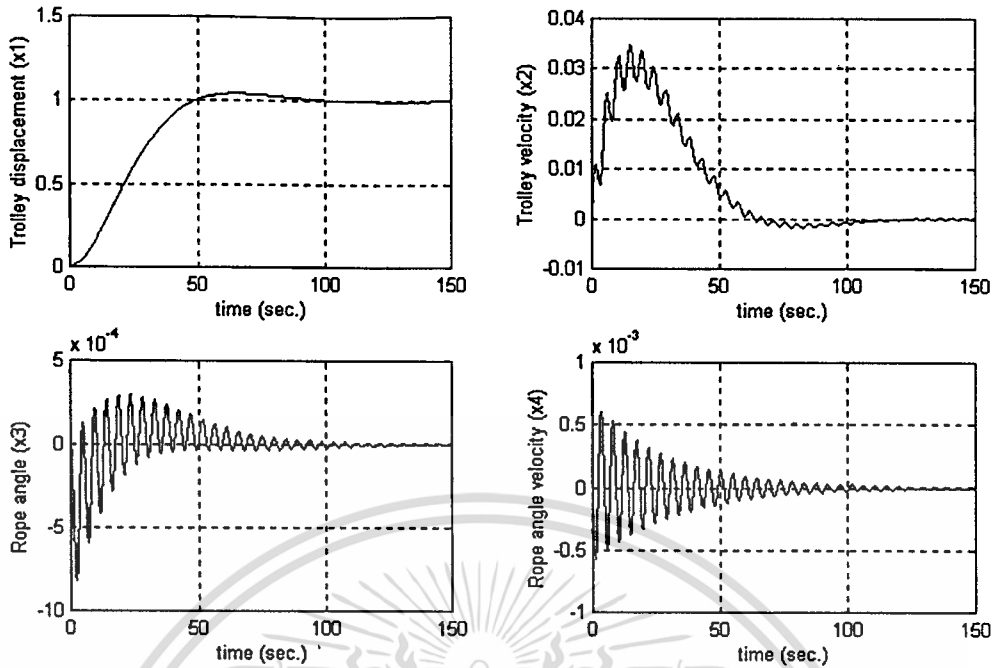 1.5
1
0.5
0
Trolley displacement (x1)
0 50 100 150
time (sec.)
0.04
0.03
0.02
0.01
0
-0.01
Trolley velocity (x2)
0 50 100 150
time (sec.)
x 10^-4
5
0
-5
-10
Rope angle (x3)
0 50 100 150
time (sec.)
x 10^-3
1
0.5
0
-0.5
-1
Rope angle velocity (x4)
0 50 100 150
time (sec.)